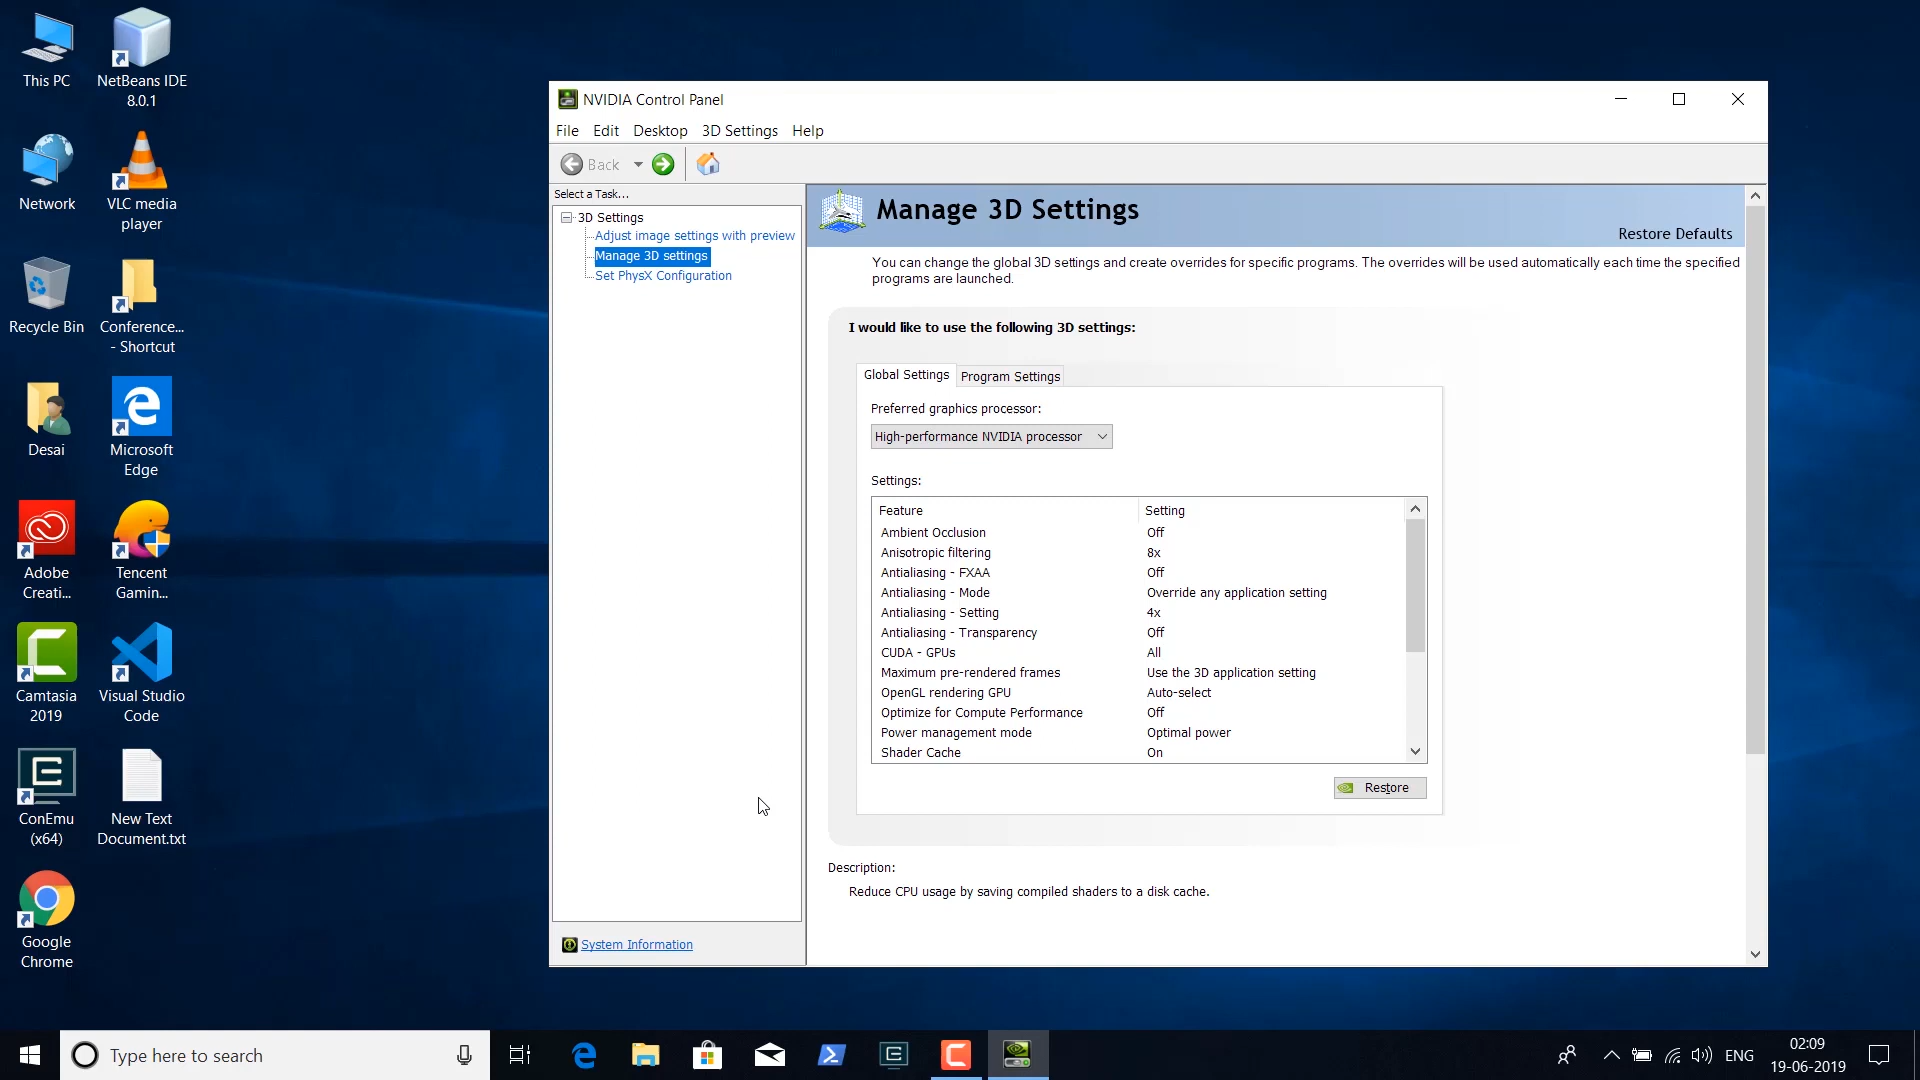 This PC
NetBeans IDE
8.0.1
Network
VLC media
player
Recycle Bin
Conference...
- Shortcut
Desai
Microsoft
Edge
Adobe
Creati...
Tencent
Gamin...
Camtasia
2019
Visual Studio
Code
ConEmu
(x64)
New Text
Document.txt
Google
Chrome
NVIDIA Control Panel
File Edit Desktop 3D Settings Help
Back
Select a Task...
3D Settings
Adjust image settings with preview
Manage 3D settings
Set PhysX Configuration
System Information
Manage 3D Settings
Restore Defaults
You can change the global 3D settings and create overrides for specific programs. The overrides will be used automatically each time the specified
programs are launched.
I would like to use the following 3D settings:
Global Settings Program Settings
Preferred graphics processor:
High-performance NVIDIA processor
Settings:
Feature Setting
Ambient Occlusion Off
Anisotropic filtering 8x
Antialiasing - FXAA Off
Antialiasing - Mode Override any application setting
Antialiasing - Setting 4x
Antialiasing - Transparency Off
CUDA - GPUs All
Maximum pre-rendered frames Use the 3D application setting
OpenGL rendering GPU Auto-select
Optimize for Compute Performance Off
Power management mode Optimal power
Shader Cache On
Restore
Description:
Reduce CPU usage by saving compiled shaders to a disk cache.
Type here to search
ENG
02:09
19-06-2019